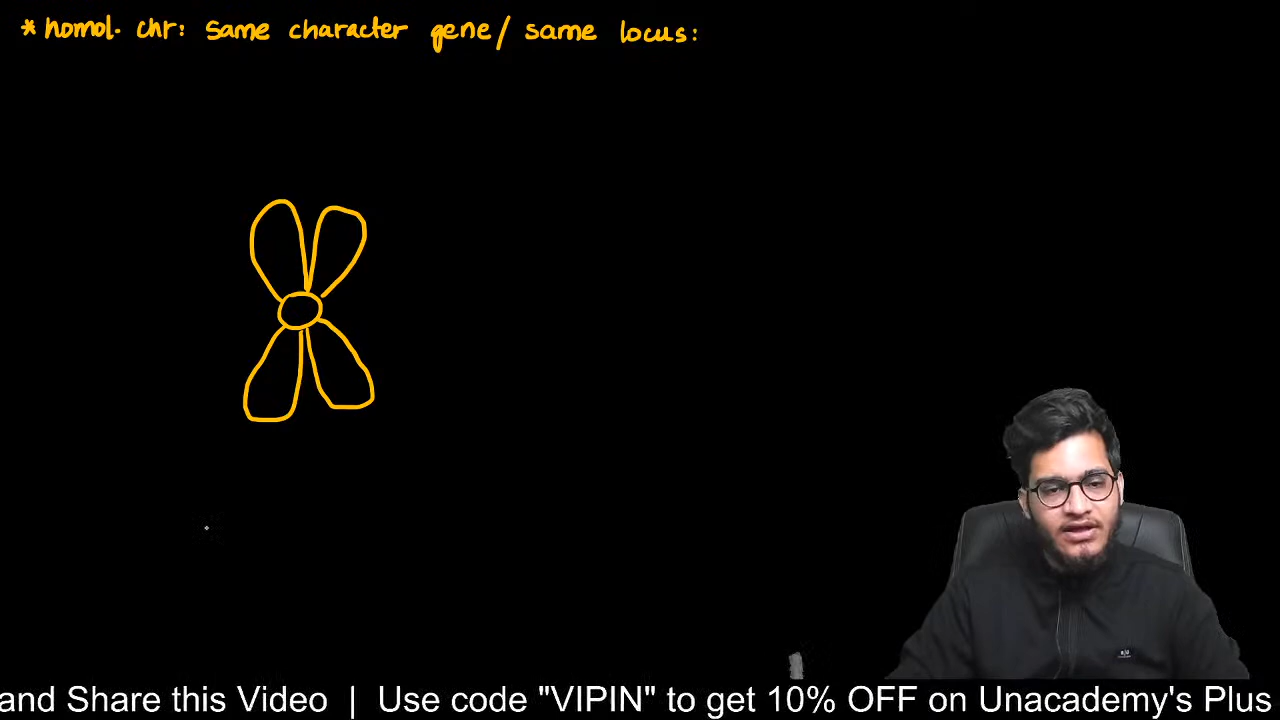 * homol. chr: Same character gene/ same locus:
and Share this Video | Use code "VIPIN" to get 10% OFF on Unacademy's Plus